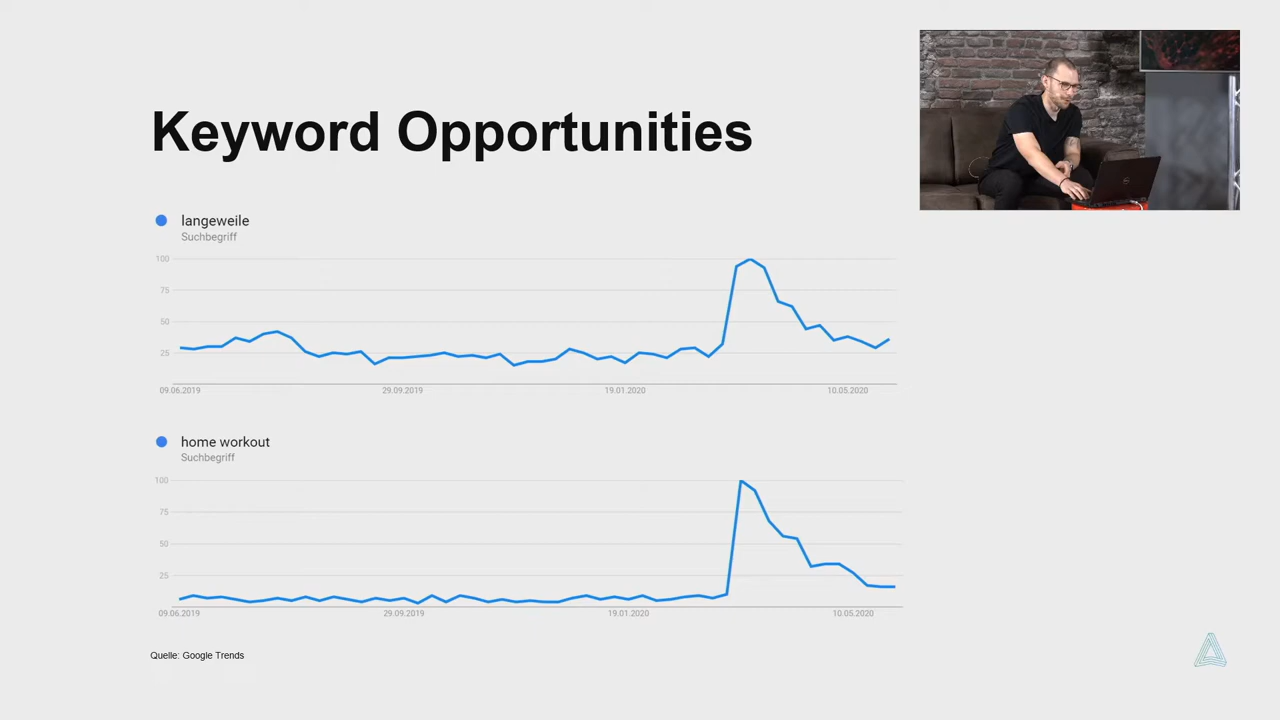 Keyword Opportunities
langeweile
Suchbegriff
100
75
50
25
09.06.2019 29.09.2019 19.01.2020 10.05.2020
home workout
Suchbegriff
100
75
50
25
09.06.2019 29.09.2019 19.01.2020 10.05.2020
Quelle: Google Trends